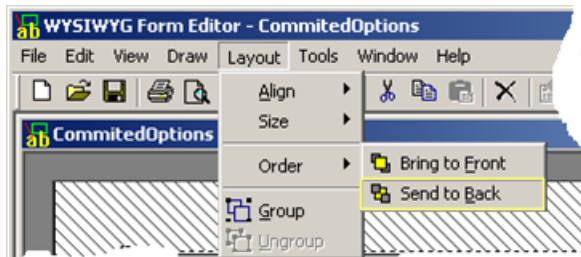 WYSIWYG Form Editor - CommitedOptions
File Edit View Draw Layout Tools Window Help
Align
CommitedOptions
Size
Order
Bring to Front
Send to Back
Group
Ungroup